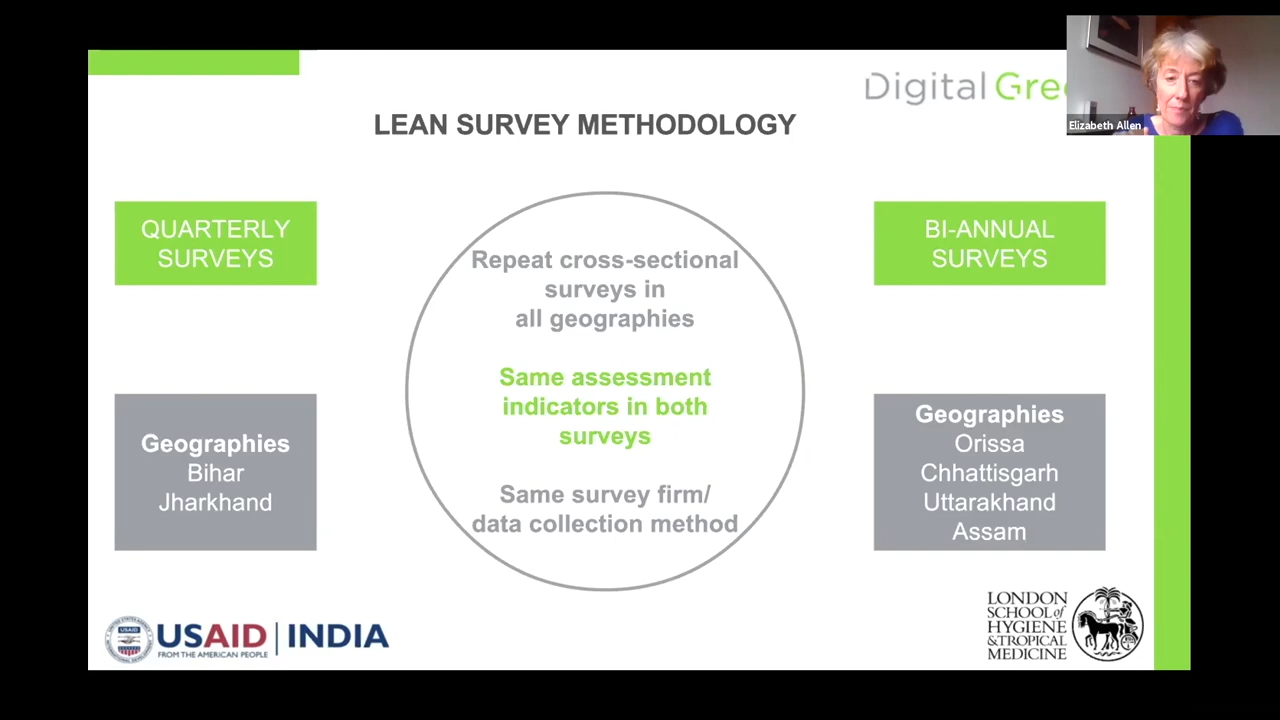 Digital Gre
Elizabeth Allen
LEAN SURVEY METHODOLOGY
QUARTERLY
SURVEYS
Geographies
Bihar
Jharkhand
Repeat cross-sectional
surveys in
all geographies
Same assessment
indicators in both
surveys
Same survey firm/
data collection method
BI-ANNUAL
SURVEYS
Geographies
Orissa
Chhattisgarh
Uttarakhand
Assam
USAID | INDIA
FROM THE AMERICAN PEOPLE
LONDON
SCHOOL of
HYGIENE
& TROPICAL
MEDICINE